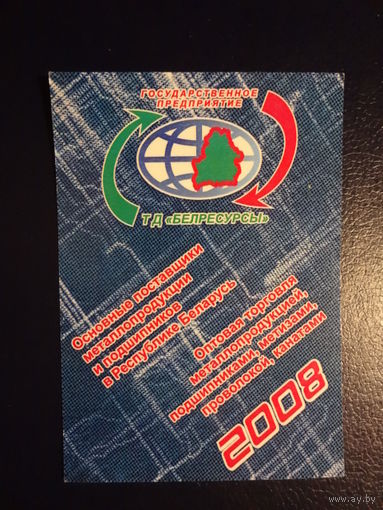 ГОСУДАРСТВЕННОЕ
ПРЕДПРИЯТИЕ
ТД «БЕЛРЕСУРСЫ»
Основные поставщики
металлопродукции
и подшипников
в Республике Беларусь
Оптовая торговля
металлопродукцией,
подшипниками, метизами,
проволокой, канатами
2008
www.ay.by